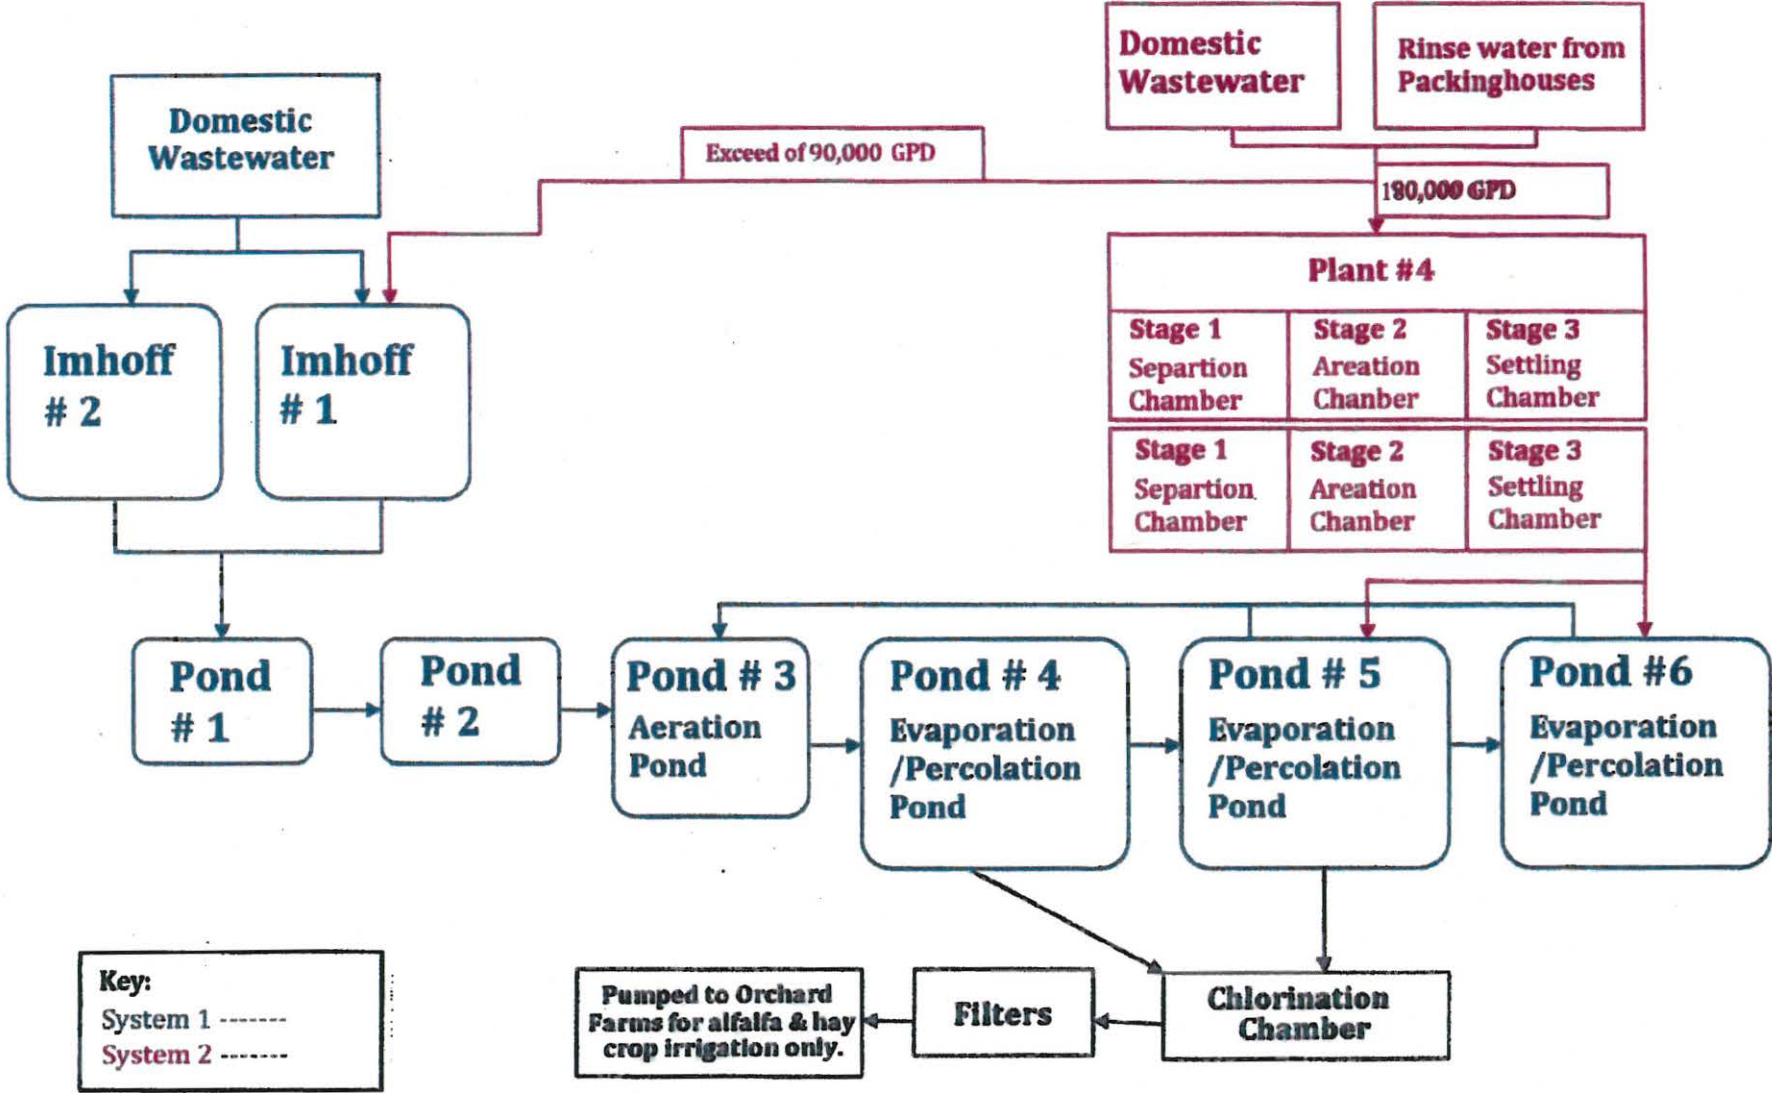 Domestic
Wastewater
Rinse water from
Packinghouses
Domestic
Wastewater
Exceed of 90,000 GPD
180,000 GPD
Plant #4
Stage 1
Separtion
Chamber
Stage 2
Areation
Chanber
Stage 3
Settling
Chamber
Stage 1
Separtion
Chamber
Stage 2
Areation
Chanber
Stage 3
Settling
Chamber
Imhoff
# 2
Imhoff
# 1
Pond
# 1
Pond
# 2
Pond # 3
Aeration
Pond
Pond # 4
Evaporation
/Percolation
Pond
Pond # 5
Evaporation
/Percolation
Pond
Pond #6
Evaporation
/Percolation
Pond
Key:
System 1 -------
System 2 -------
Pumped to Orchard
Farms for alfalfa & hay
crop irrigation only.
Filters
Chlorination
Chamber